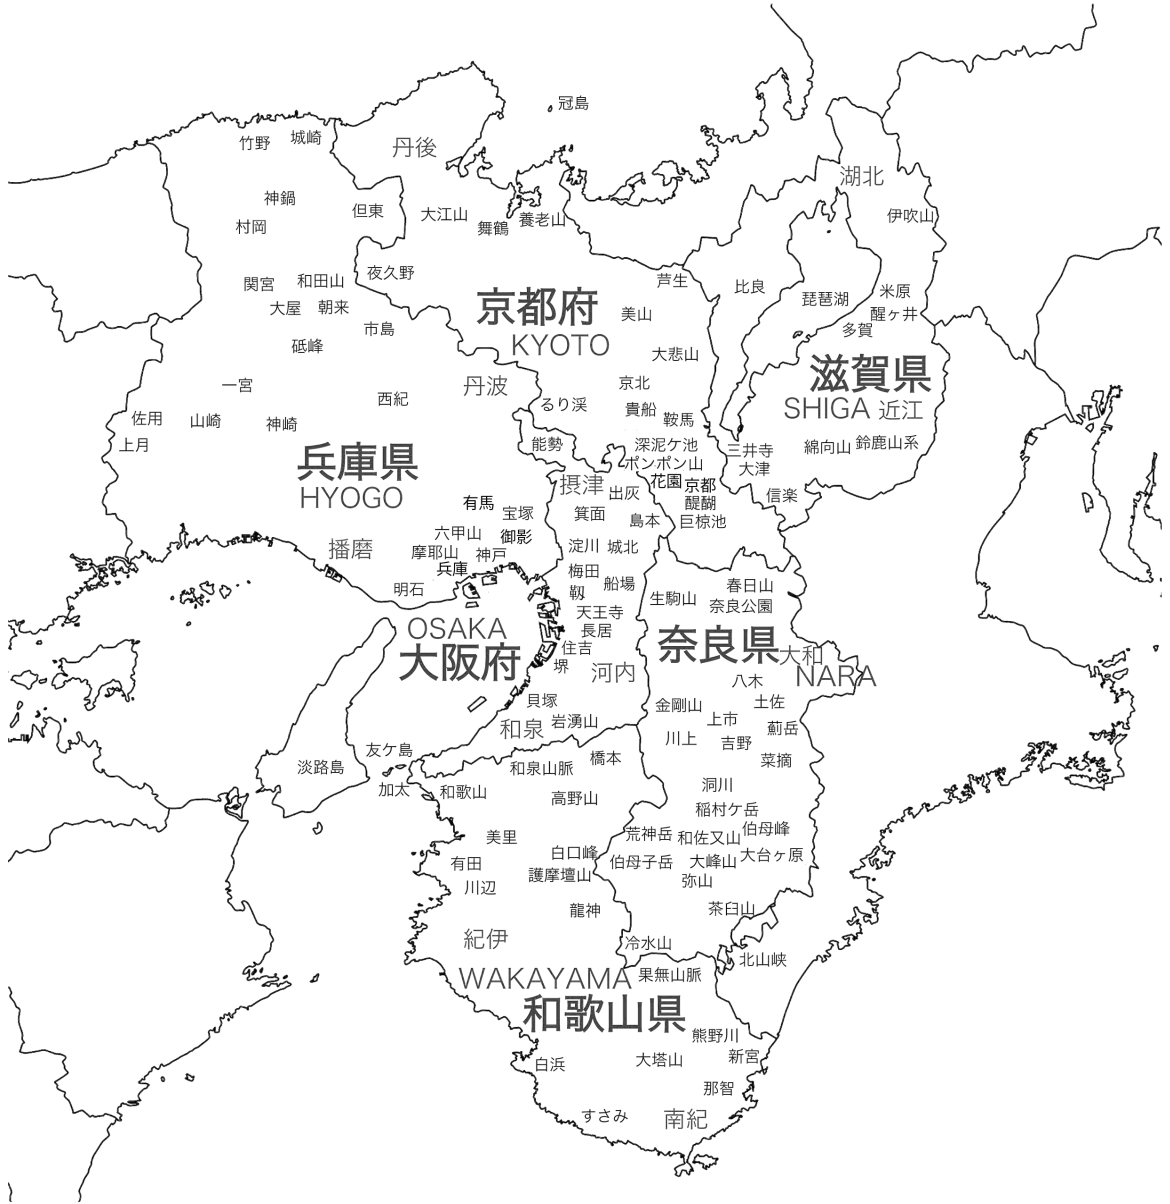 冠島
竹野
城崎
丹後
湖北
神鍋
但東
大江山
舞鶴
養老山
伊吹山
村岡
関宮
和田山
夜久野
芦生
比良
琵琶湖
米原
醒ヶ井
多賀
大屋
朝来
京都府
KYOTO
美山
市島
砥峰
大悲山
滋賀県
SHIGA 近江
一宮
西紀
丹波
京北
るり渓
貴船
鞍馬
佐用
上月
山崎
神崎
能勢
深泥ケ池
ポンポン山
三井寺
大津
綿向山
鈴鹿山系
兵庫県
HYOGO
摂津
出灰
花園
京都
醍醐
巨椋池
信楽
有馬
宝塚
箕面
島本
六甲山
御影
摩耶山
神戸
兵庫
播磨
明石
淀川
城北
梅田
船場
靱
天王寺
長居
住吉
堺
生駒山
春日山
奈良公園
OSAKA
大阪府
河内
奈良県
大和
NARA
八木
貝塚
和泉
岩湧山
金剛山
上市
土佐
川上
吉野
薊岳
菜摘
友ケ島
淡路島
加太
和歌山
和泉山脈
橋本
高野山
洞川
稲村ケ岳
美里
荒神岳
和佐又山
伯母峰
有田
白口峰
伯母子岳
大峰山
大台ヶ原
川辺
護摩壇山
弥山
龍神
茶臼山
紀伊
冷水山
北山峡
WAKAYAMA
和歌山県
果無山脈
熊野川
白浜
大塔山
新宮
那智
すさみ
南紀